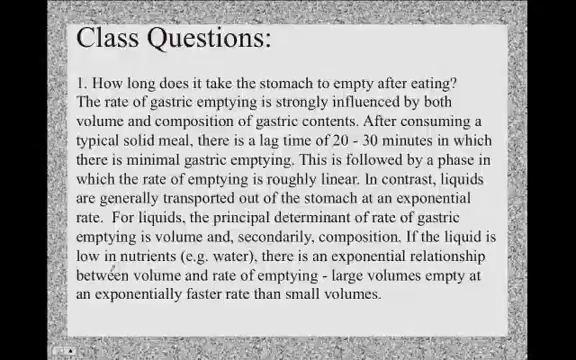 Class Questions:
1. How long does it take the stomach to empty after eating?
The rate of gastric emptying is strongly influenced by both
volume and composition of gastric contents. After consuming a
typical solid meal, there is a lag time of 20 - 30 minutes in which
there is minimal gastric emptying. This is followed by a phase in
which the rate of emptying is roughly linear. In contrast, liquids
are generally transported out of the stomach at an exponential
rate.  For liquids, the principal determinant of rate of gastric
emptying is volume and, secondarily, composition. If the liquid is
low in nutrients (e.g. water), there is an exponential relationship
between volume and rate of emptying - large volumes empty at
an exponentially faster rate than small volumes.